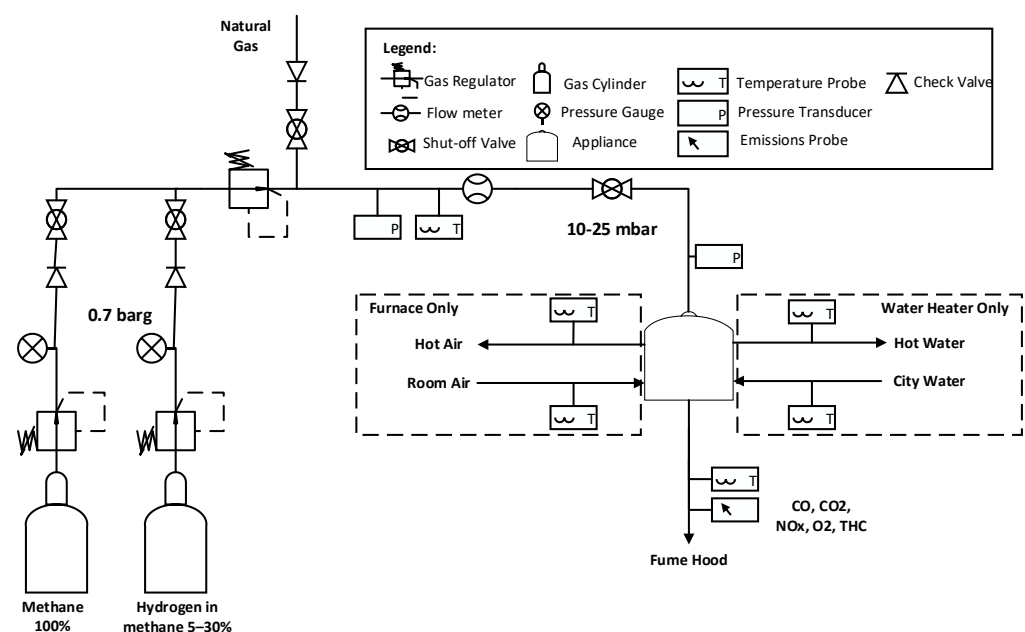 Natural
Gas
Legend:
Gas Regulator
Gas Cylinder
T
Temperature Probe
Check Valve
Flow meter
Pressure Gauge
P
Pressure Transducer
Shut-off Valve
Appliance
Emissions Probe
P
T
10-25 mbar
P
0.7 barg
Furnace Only
T
T
Water Heater Only
Hot Air
Hot Water
Room Air
City Water
T
T
T
CO, CO2,
NOx, O2, THC
Fume Hood
Methane
100%
Hydrogen in
methane 5–30%